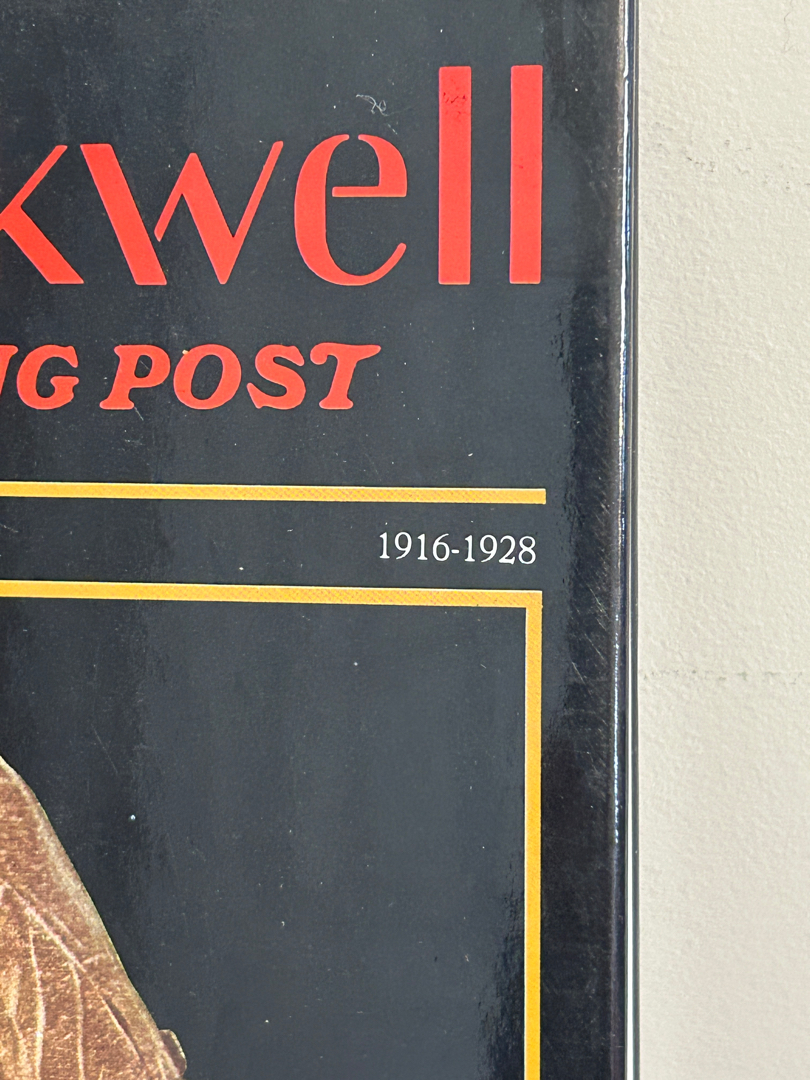 kwell
NG POST
1916-1928